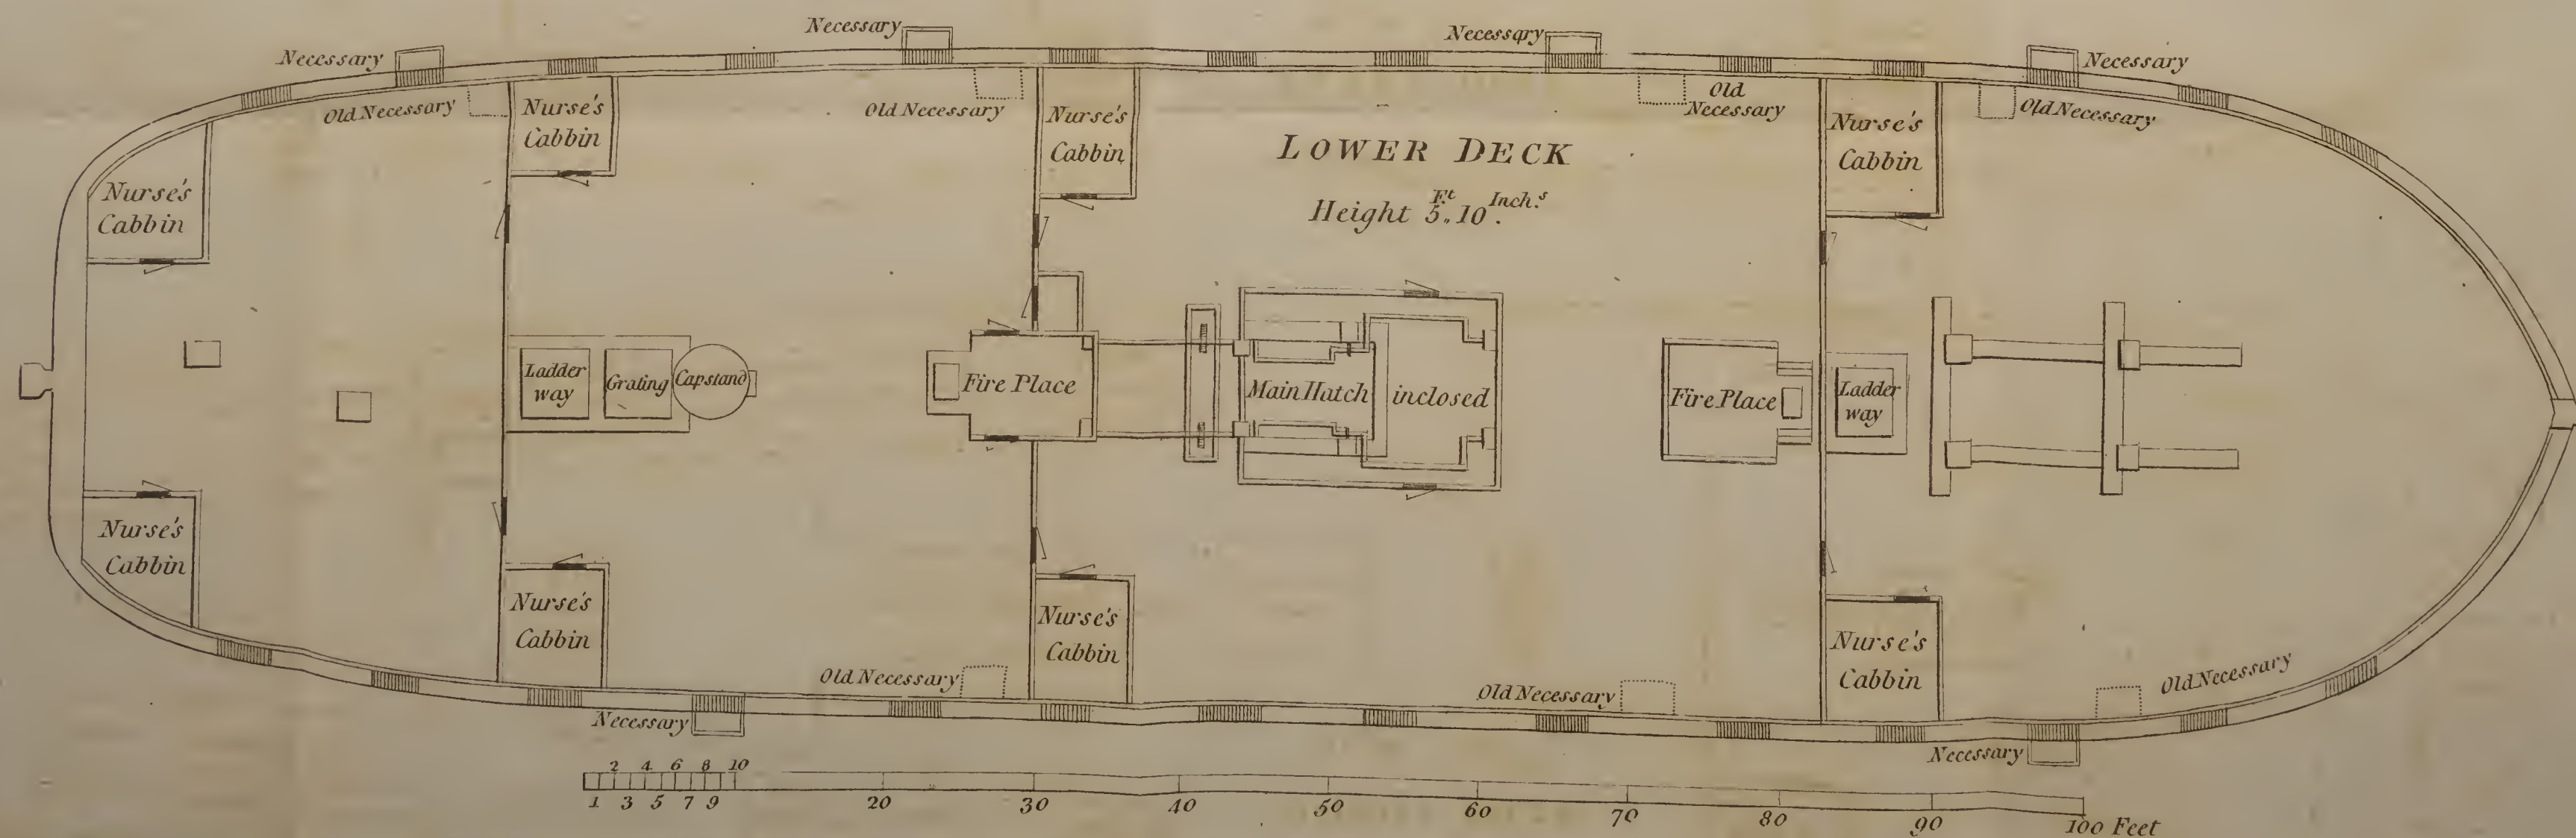 Necessary
Necessary
Necessary
Necessary
Old Necessary
Nurse's
Cabbin
Old Necessary
Nurse's
Cabbin
LOWER DECK
Height 5 Ft. 10 Inchs.
Old
Necessary
Nurse's
Cabbin
Old Necessary
Nurse's
Cabbin
Ladder
way
Grating
Capstand
Fire Place
Main Hatch
inclosed
Fire Place
Ladder
way
Nurse's
Cabbin
Nurse's
Cabbin
Nurse's
Cabbin
Nurse's
Cabbin
Old Necessary
Old Necessary
Old Necessary
Necessary
Necessary
2 4 6 8 10
1 3 5 7 9
20 30 40 50 60 70 80 90 100 Feet